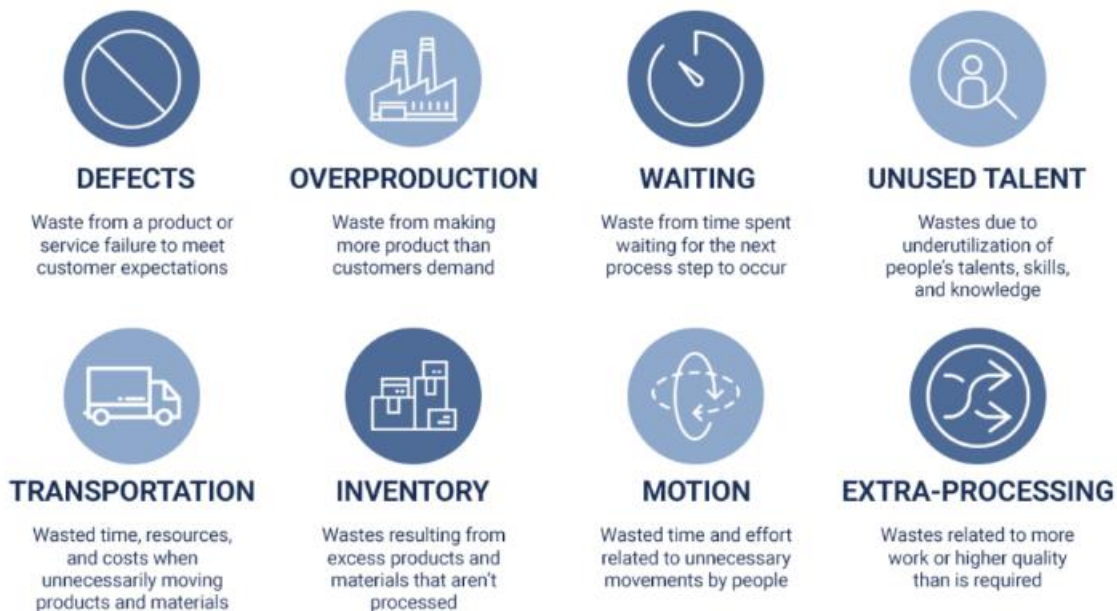 DEFECTS
Waste from a product or
service failure to meet
customer expectations
OVERPRODUCTION
Waste from making
more product than
customers demand
WAITING
Waste from time spent
waiting for the next
process step to occur
UNUSED TALENT
Wastes due to
underutilization of
people's talents, skills,
and knowledge
TRANSPORTATION
Wasted time, resources,
and costs when
unnecessarily moving
products and materials
INVENTORY
Wastes resulting from
excess products and
materials that aren't
processed
MOTION
Wasted time and effort
related to unnecessary
movements by people
EXTRA-PROCESSING
Wastes related to more
work or higher quality
than is required